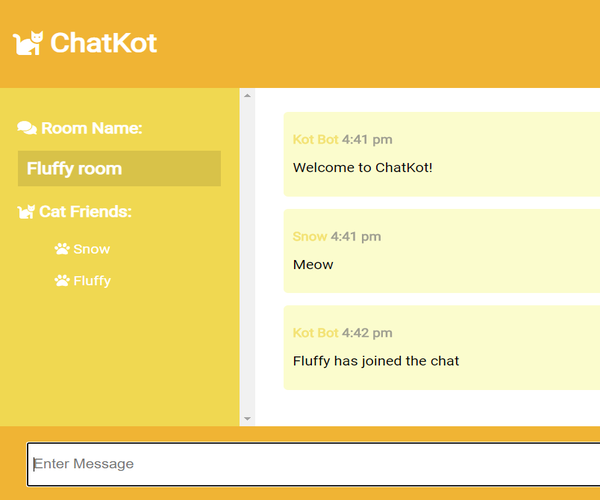 ChatKot
Room Name:
Fluffy room
Cat Friends:
Snow
Fluffy
Kot Bot 4:41 pm
Welcome to ChatKot!
Snow 4:41 pm
Meow
Kot Bot 4:42 pm
Fluffy has joined the chat
Enter Message